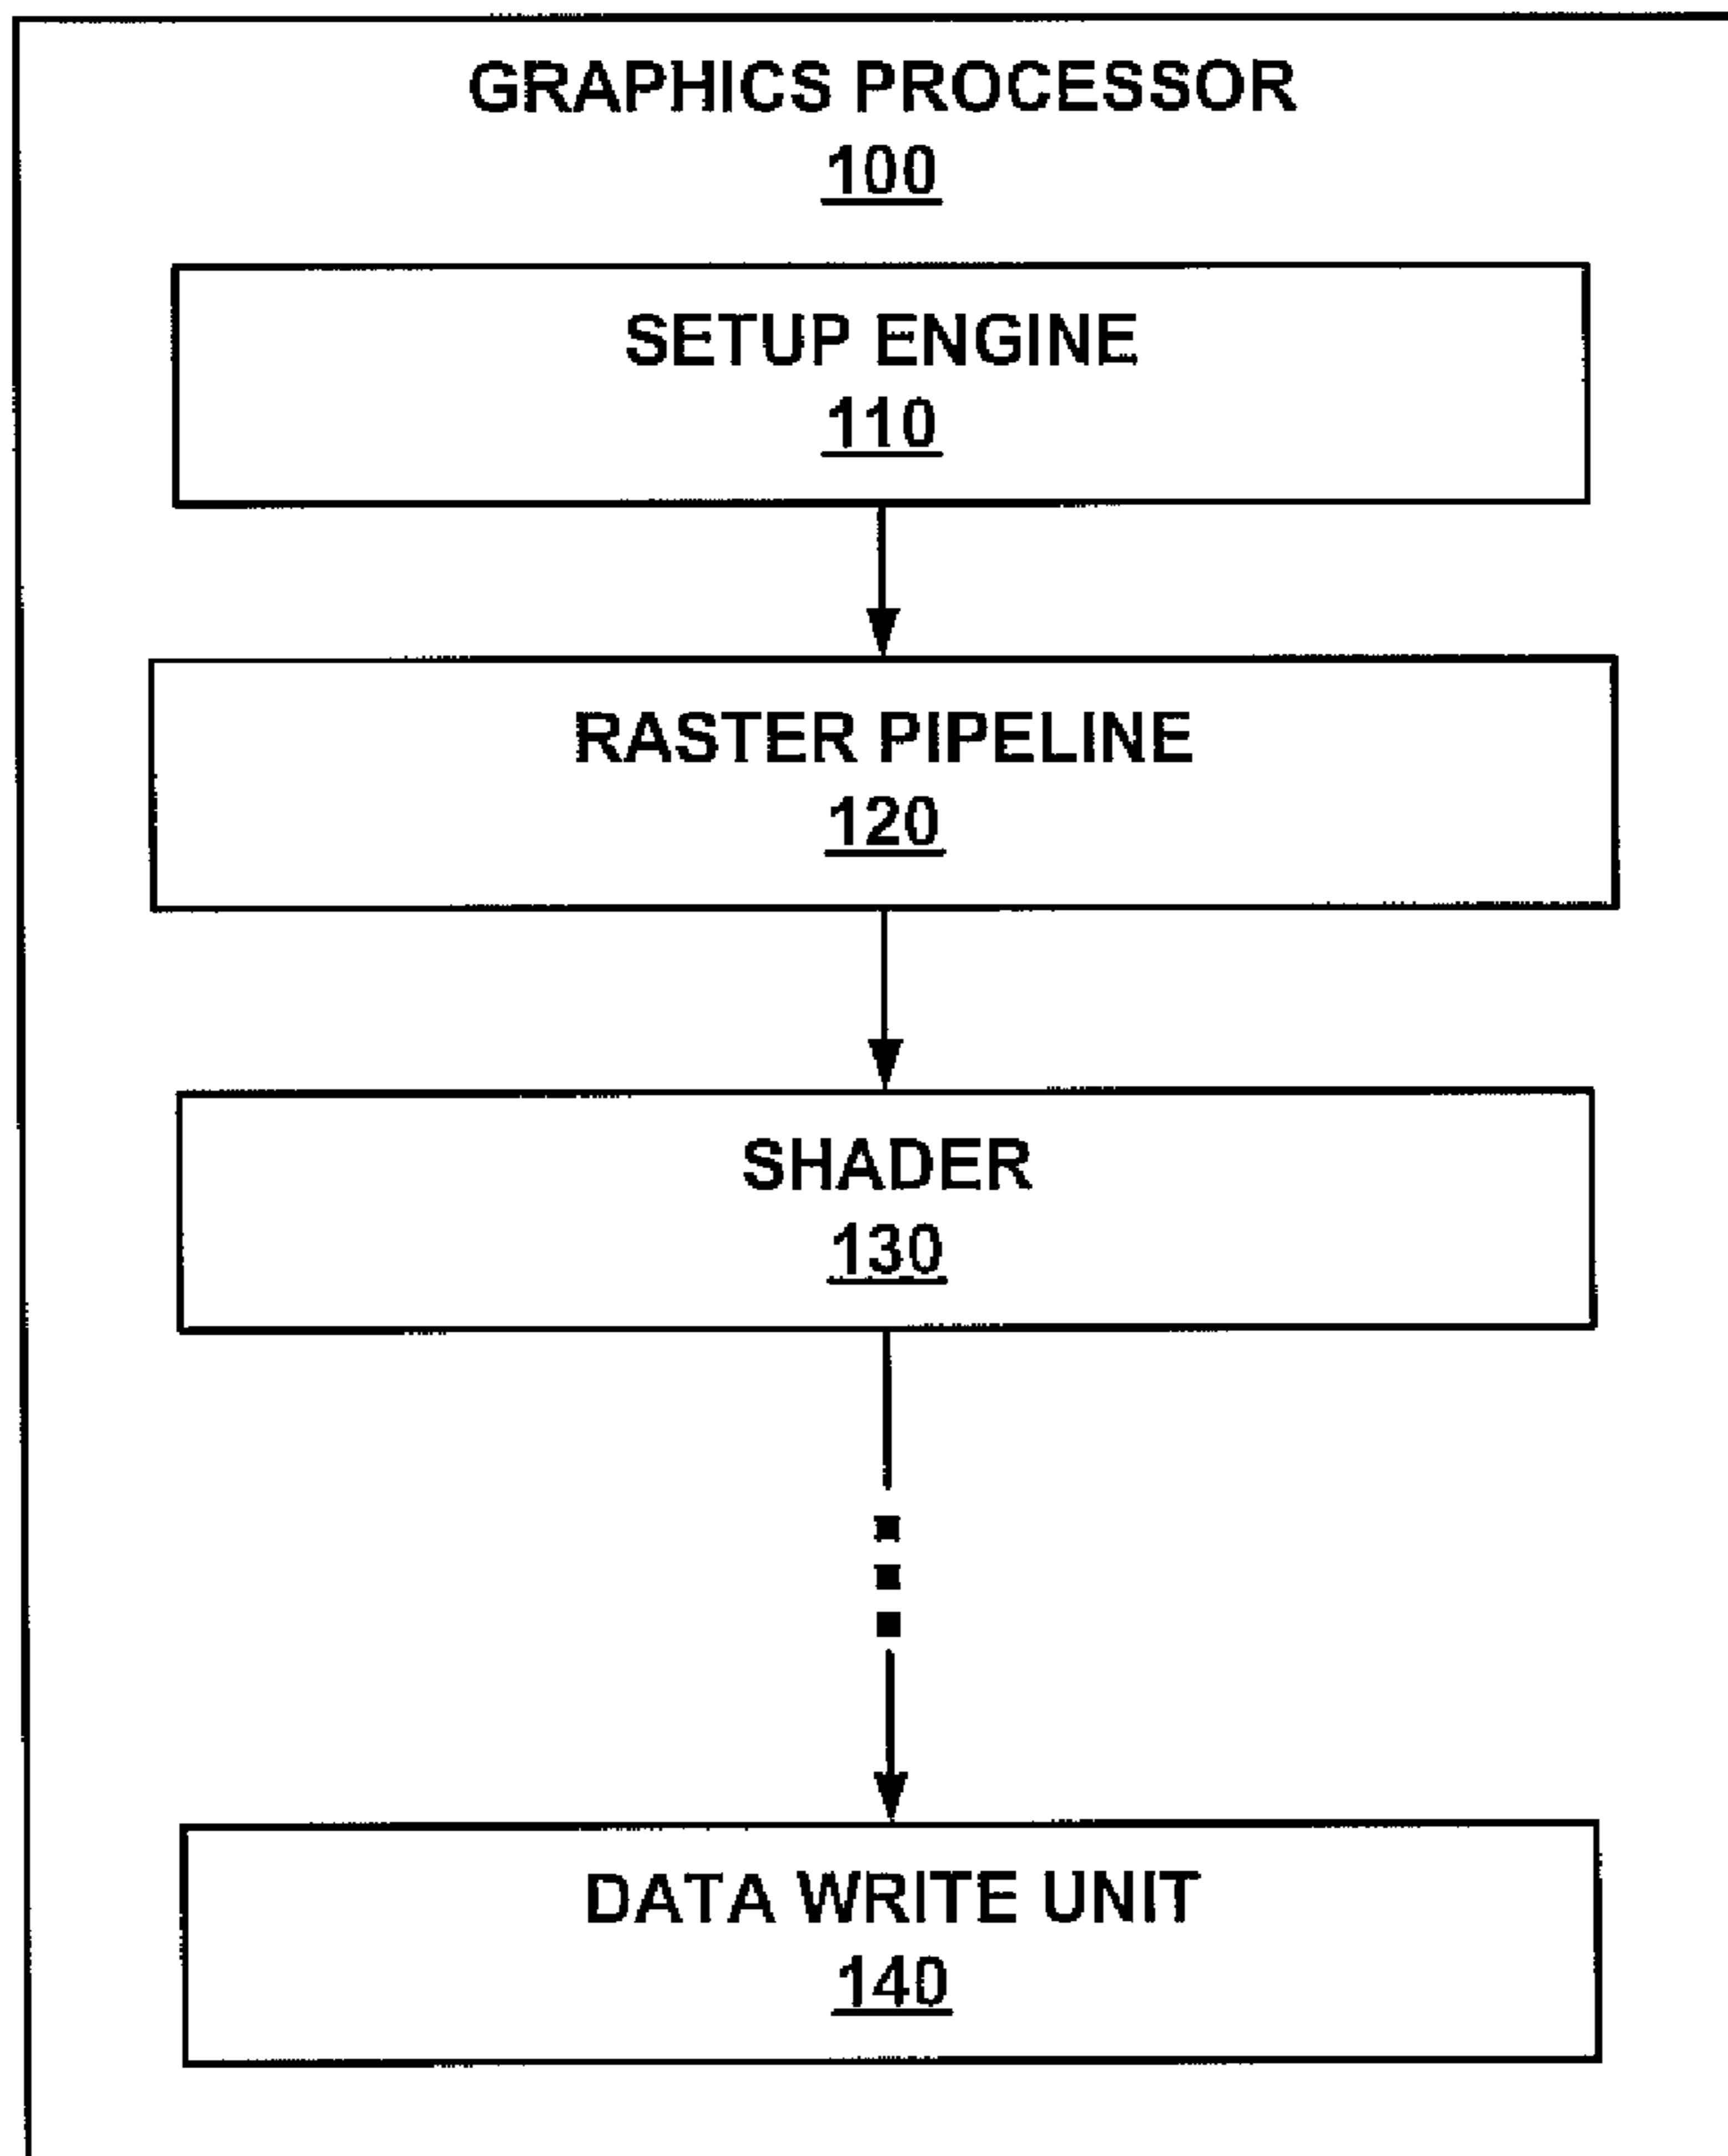 GRAPHICS PROCESSOR
100
SETUP ENGINE
110
RASTER PIPELINE
120
SHADER
130
DATA WRITE UNIT
140